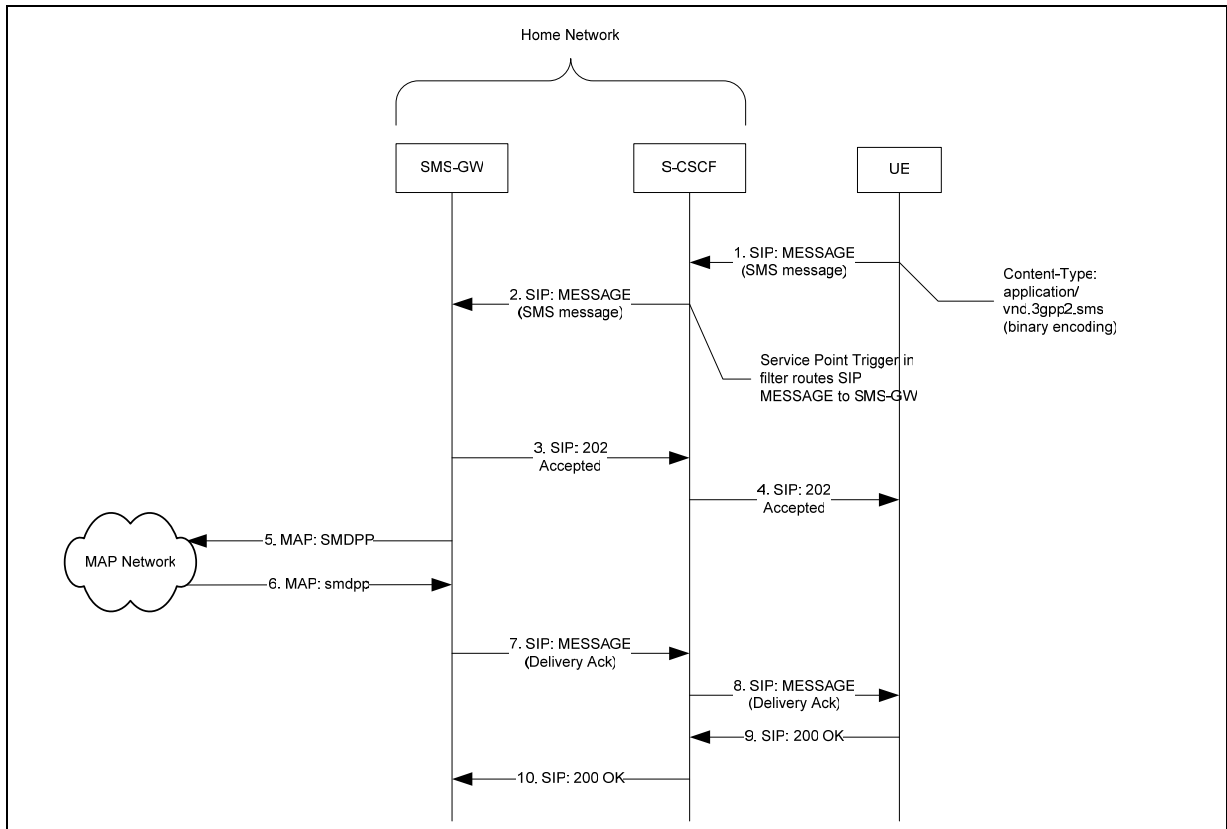 Home Network
SMS-GW
S-CSCF
UE
1. SIP: MESSAGE
(SMS message)
Content-Type:
application/
vnd.3gpp2.sms
(binary encoding)
2. SIP: MESSAGE
(SMS message)
Service Point Trigger in
filter routes SIP
MESSAGE to SMS-GW
3. SIP: 202
Accepted
4. SIP: 202
Accepted
5. MAP: SMDPP
MAP Network
6. MAP: smdpp
7. SIP: MESSAGE
(Delivery Ack)
8. SIP: MESSAGE
(Delivery Ack)
9. SIP: 200 OK
10. SIP: 200 OK